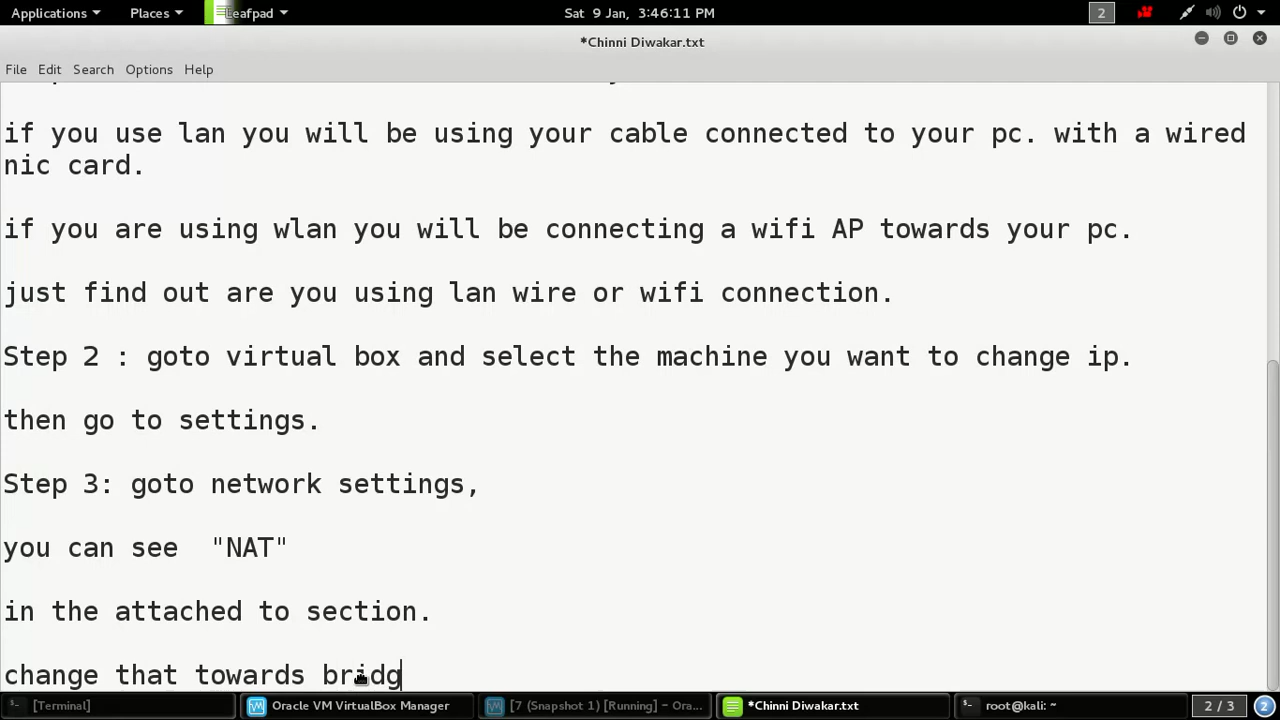 Applications Places Leafpad Sat 9 Jan, 3:46:11 PM 2
*Chinni Diwakar.txt
File Edit Search Options Help
if you use lan you will be using your cable connected to your pc. with a wired
nic card.
if you are using wlan you will be connecting a wifi AP towards your pc.
just find out are you using lan wire or wifi connection.
Step 2 : goto virtual box and select the machine you want to change ip.
then go to settings.
Step 3: goto network settings,
you can see  "NAT"
in the attached to section.
change that towards bridg
[Terminal] Oracle VM VirtualBox Manager [7 (Snapshot 1) [Running] – Ora... *Chinni Diwakar.txt root@kali: ~ 2 / 3 2